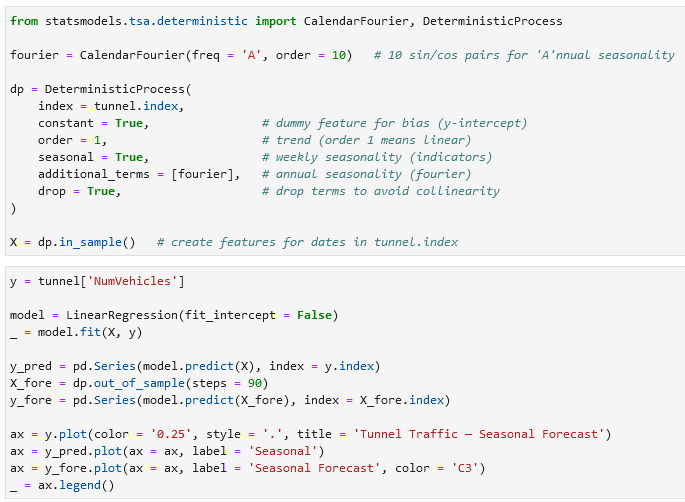 from statsmodels.tsa.deterministic import CalendarFourier, DeterministicProcess

fourier = CalendarFourier(freq = 'A', order = 10)   # 10 sin/cos pairs for 'A'nnual seasonality

dp = DeterministicProcess(
    index = tunnel.index,
    constant = True,               # dummy feature for bias (y-intercept)
    order = 1,                     # trend (order 1 means linear)
    seasonal = True,               # weekly seasonality (indicators)
    additional_terms = [fourier],  # annual seasonality (fourier)
    drop = True,                   # drop terms to avoid collinearity
)

X = dp.in_sample()   # create features for dates in tunnel.index

y = tunnel['NumVehicles']

model = LinearRegression(fit_intercept = False)
_ = model.fit(X, y)

y_pred = pd.Series(model.predict(X), index = y.index)
X_fore = dp.out_of_sample(steps = 90)
y_fore = pd.Series(model.predict(X_fore), index = X_fore.index)

ax = y.plot(color = '0.25', style = '.', title = 'Tunnel Traffic – Seasonal Forecast')
ax = y_pred.plot(ax = ax, label = 'Seasonal')
ax = y_fore.plot(ax = ax, label = 'Seasonal Forecast', color = 'C3')
_ = ax.legend()